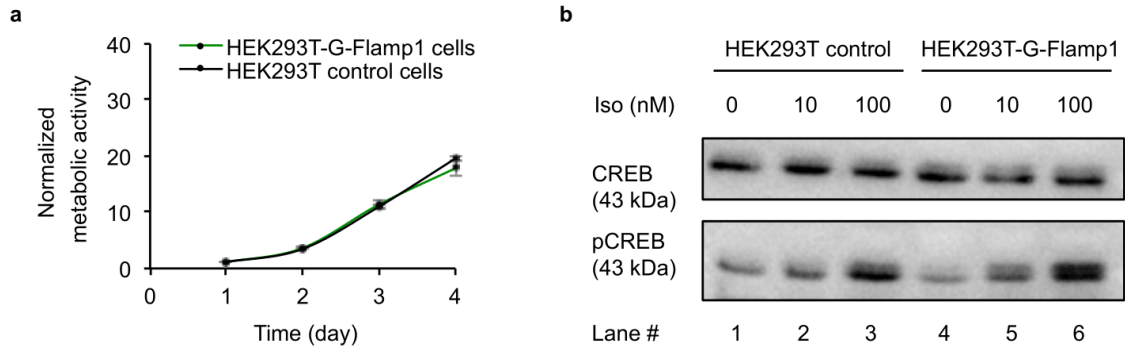 a
40
30
20
10
0
Normalized
metabolic activity
HEK293T-G-Flamp1 cells
HEK293T control cells
0 1 2 3 4
Time (day)
b
HEK293T control HEK293T-G-Flamp1
Iso (nM) 0 10 100 0 10 100
CREB
(43 kDa)
pCREB
(43 kDa)
Lane # 1 2 3 4 5 6